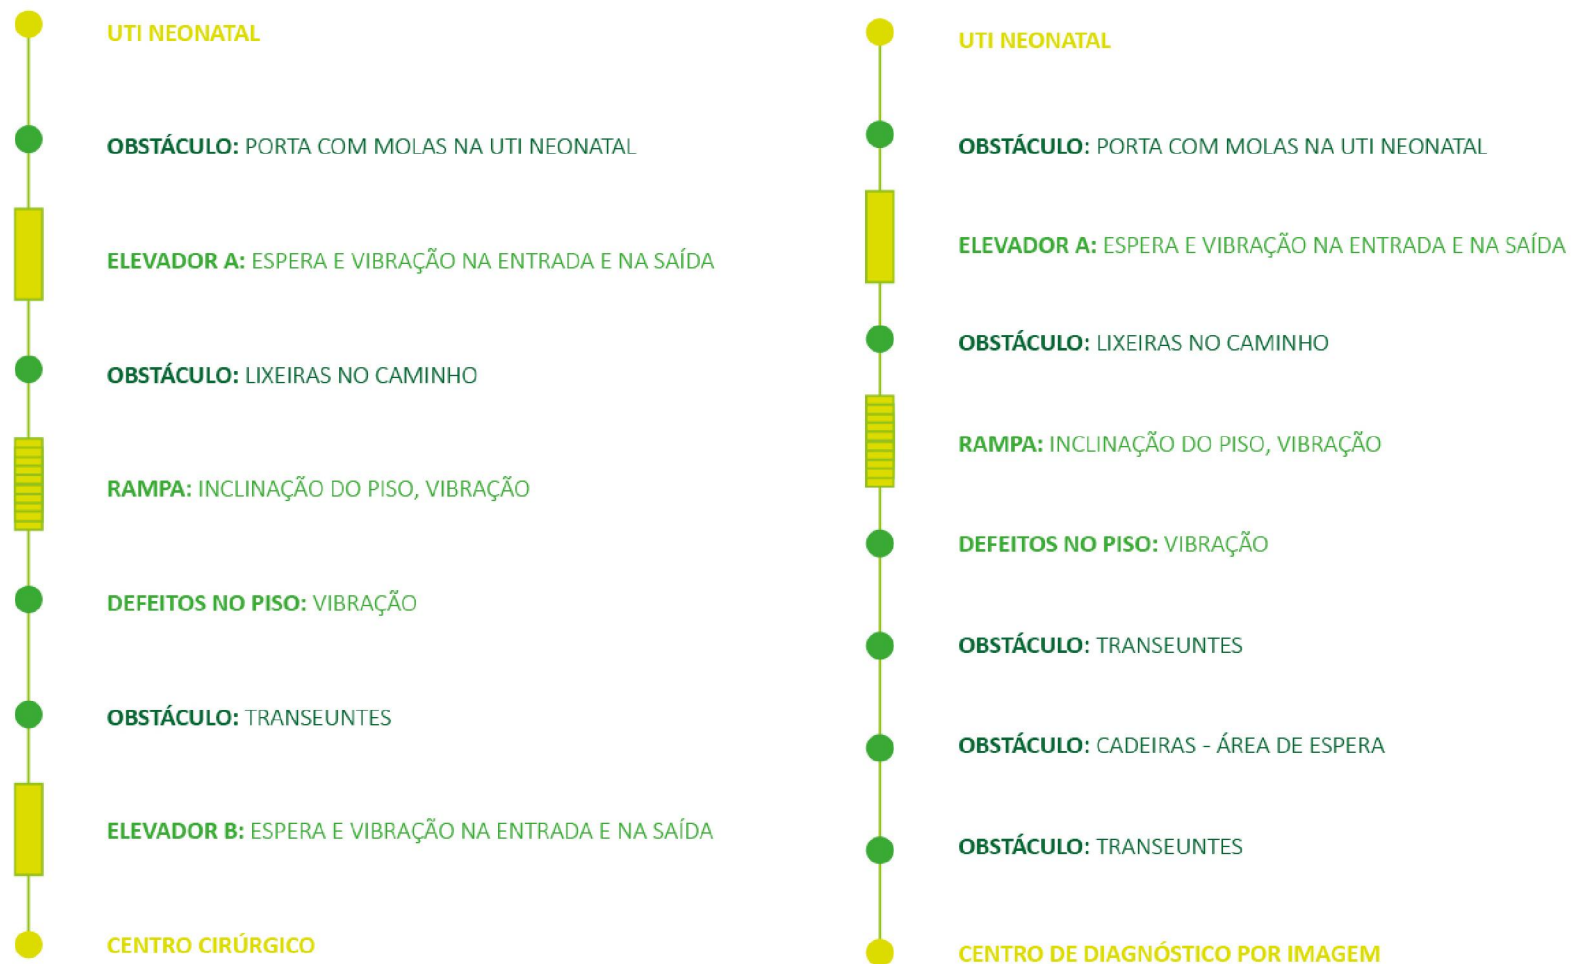 UTI NEONATAL
OBSTÁCULO: PORTA COM MOLAS NA UTI NEONATAL
ELEVADOR A: ESPERA E VIBRAÇÃO NA ENTRADA E NA SAÍDA
OBSTÁCULO: LIXEIRAS NO CAMINHO
RAMPA: INCLINAÇÃO DO PISO, VIBRAÇÃO
DEFEITOS NO PISO: VIBRAÇÃO
OBSTÁCULO: TRANSEUNTES
ELEVADOR B: ESPERA E VIBRAÇÃO NA ENTRADA E NA SAÍDA
CENTRO CIRÚRGICO
UTI NEONATAL
OBSTÁCULO: PORTA COM MOLAS NA UTI NEONATAL
ELEVADOR A: ESPERA E VIBRAÇÃO NA ENTRADA E NA SAÍDA
OBSTÁCULO: LIXEIRAS NO CAMINHO
RAMPA: INCLINAÇÃO DO PISO, VIBRAÇÃO
DEFEITOS NO PISO: VIBRAÇÃO
OBSTÁCULO: TRANSEUNTES
OBSTÁCULO: CADEIRAS - ÁREA DE ESPERA
OBSTÁCULO: TRANSEUNTES
CENTRO DE DIAGNÓSTICO POR IMAGEM